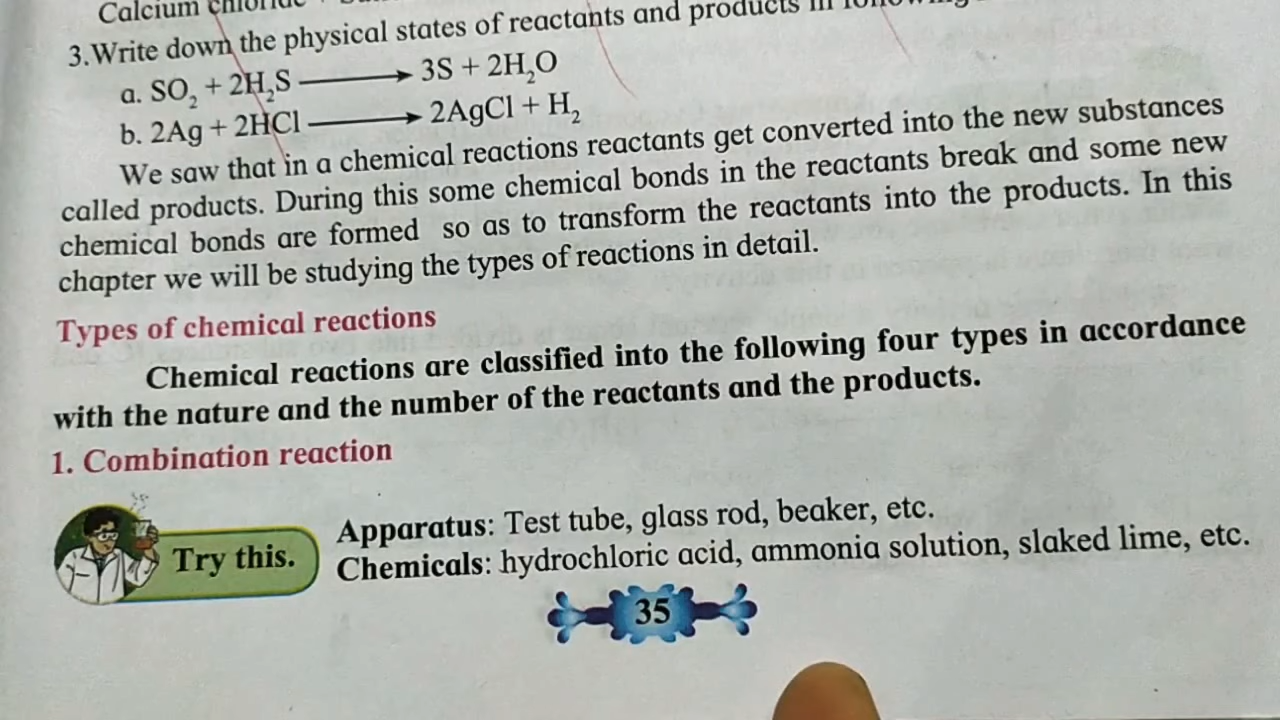 Calcium chloride
3.Write down the physical states of reactants and products in following
a. SO₂ + 2H₂S ⟶ 3S + 2H₂O
b. 2Ag + 2HCl ⟶ 2AgCl + H₂
We saw that in a chemical reactions reactants get converted into the new substances
called products. During this some chemical bonds in the reactants break and some new
chemical bonds are formed so as to transform the reactants into the products. In this
chapter we will be studying the types of reactions in detail.
Types of chemical reactions
Chemical reactions are classified into the following four types in accordance
with the nature and the number of the reactants and the products.
1. Combination reaction
Try this.
Apparatus: Test tube, glass rod, beaker, etc.
Chemicals: hydrochloric acid, ammonia solution, slaked lime, etc.
35